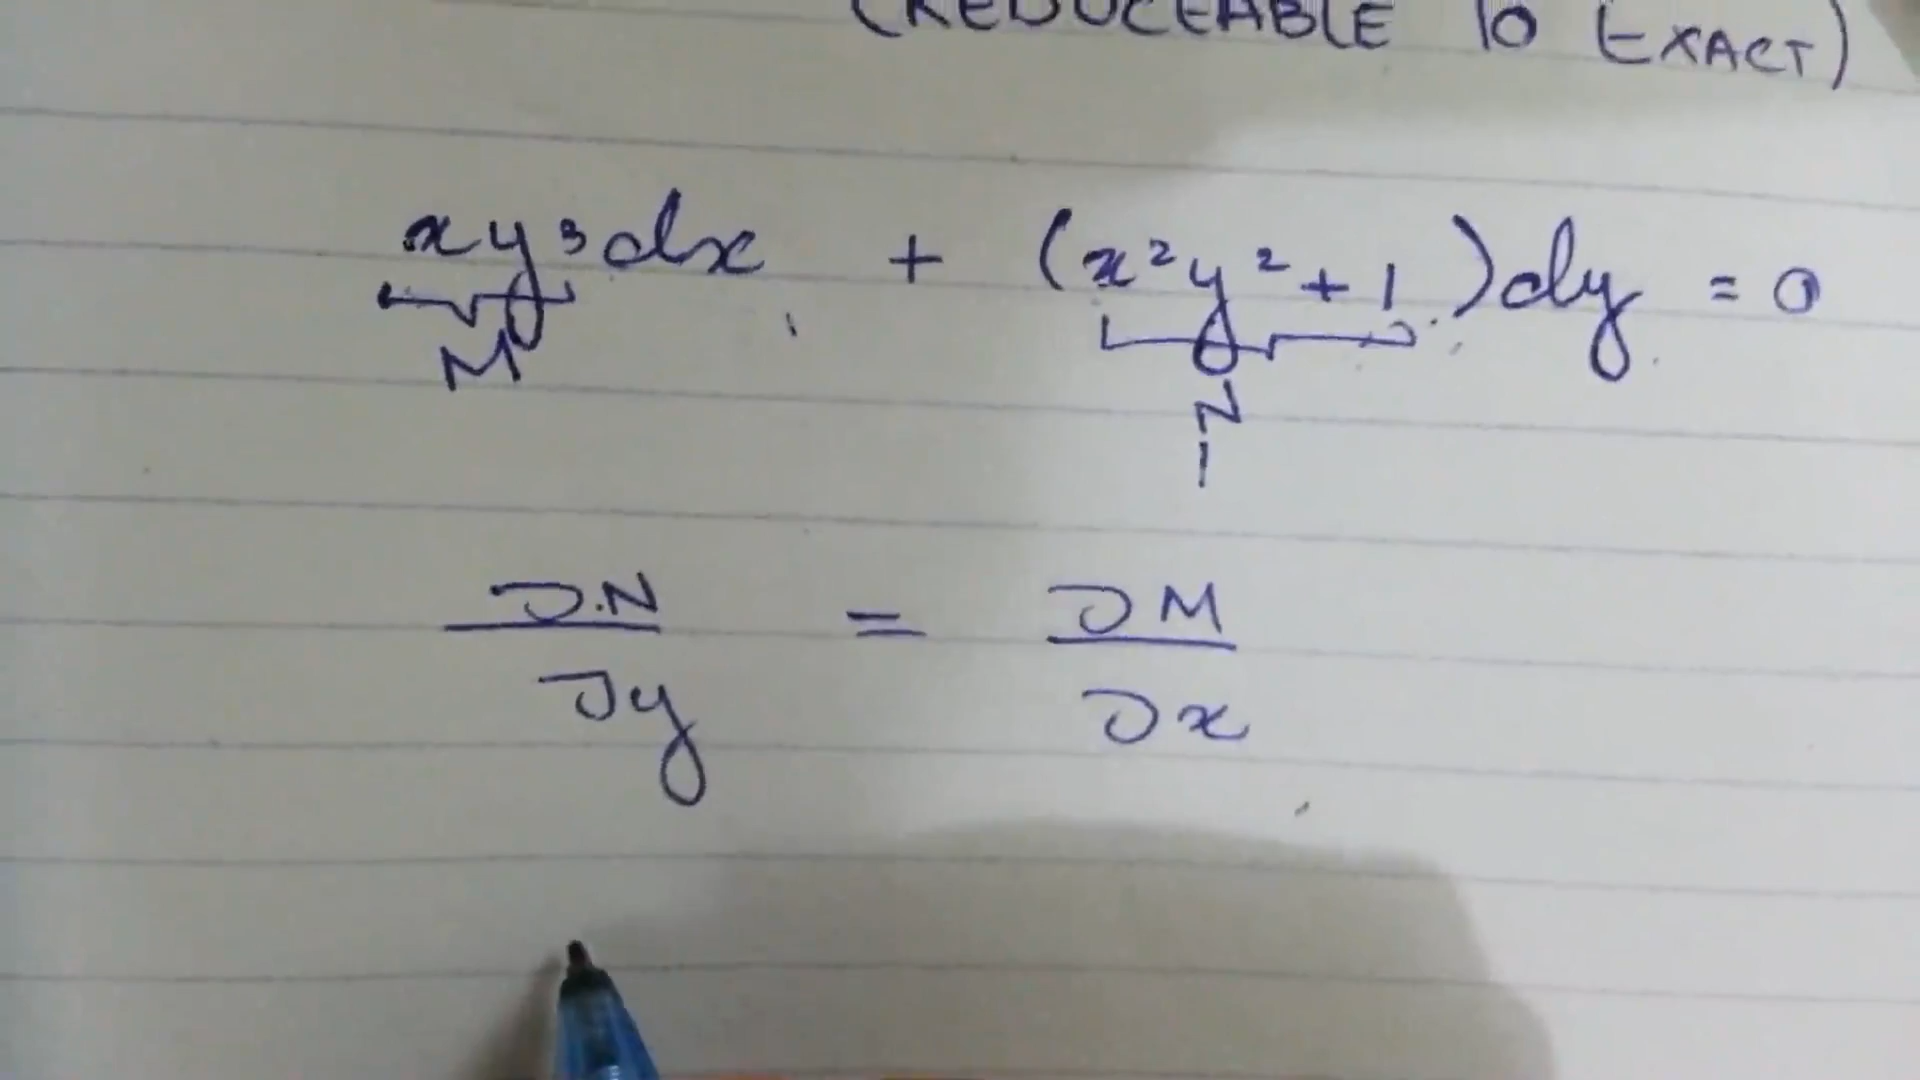 (REDUCEABLE TO EXACT)
xy³dx + (x²y²+1)dy = 0
M N
∂N/∂y = ∂M/∂x